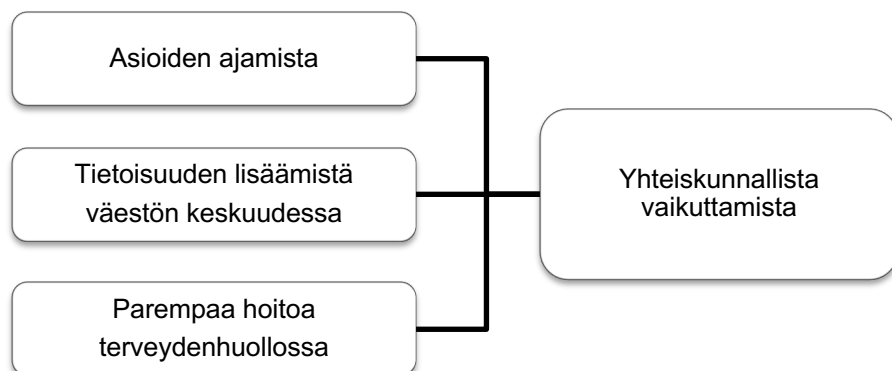 Asioiden ajamista
Tietoisuuden lisäämistä
väestön keskuudessa
Parempaa hoitoa
terveydenhuollossa
Yhteiskunnallista
vaikuttamista